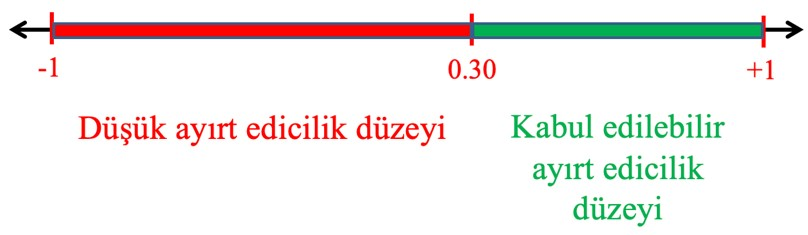 -1 0.30 +1
Düşük ayırt edicilik düzeyi
Kabul edilebilir
ayırt edicilik
düzeyi